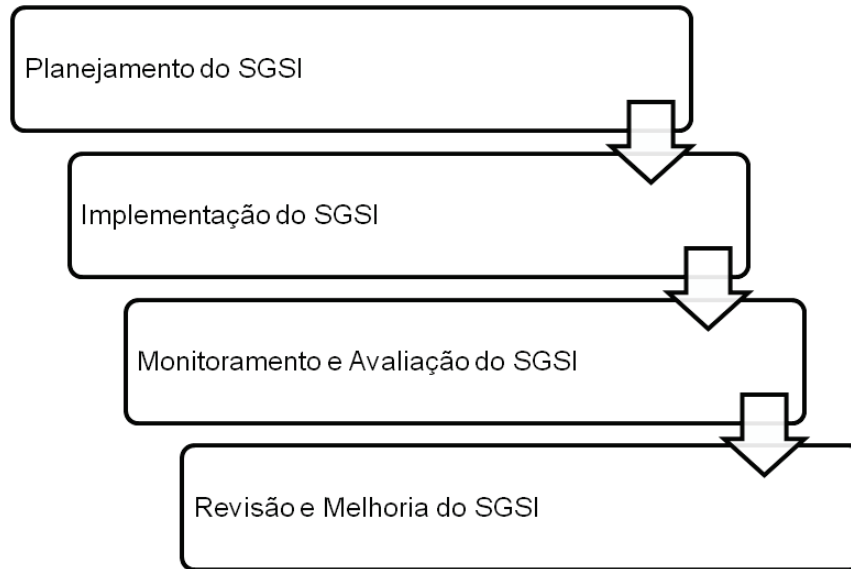 Planejamento do SGSI
Implementação do SGSI
Monitoramento e Avaliação do SGSI
Revisão e Melhoria do SGSI